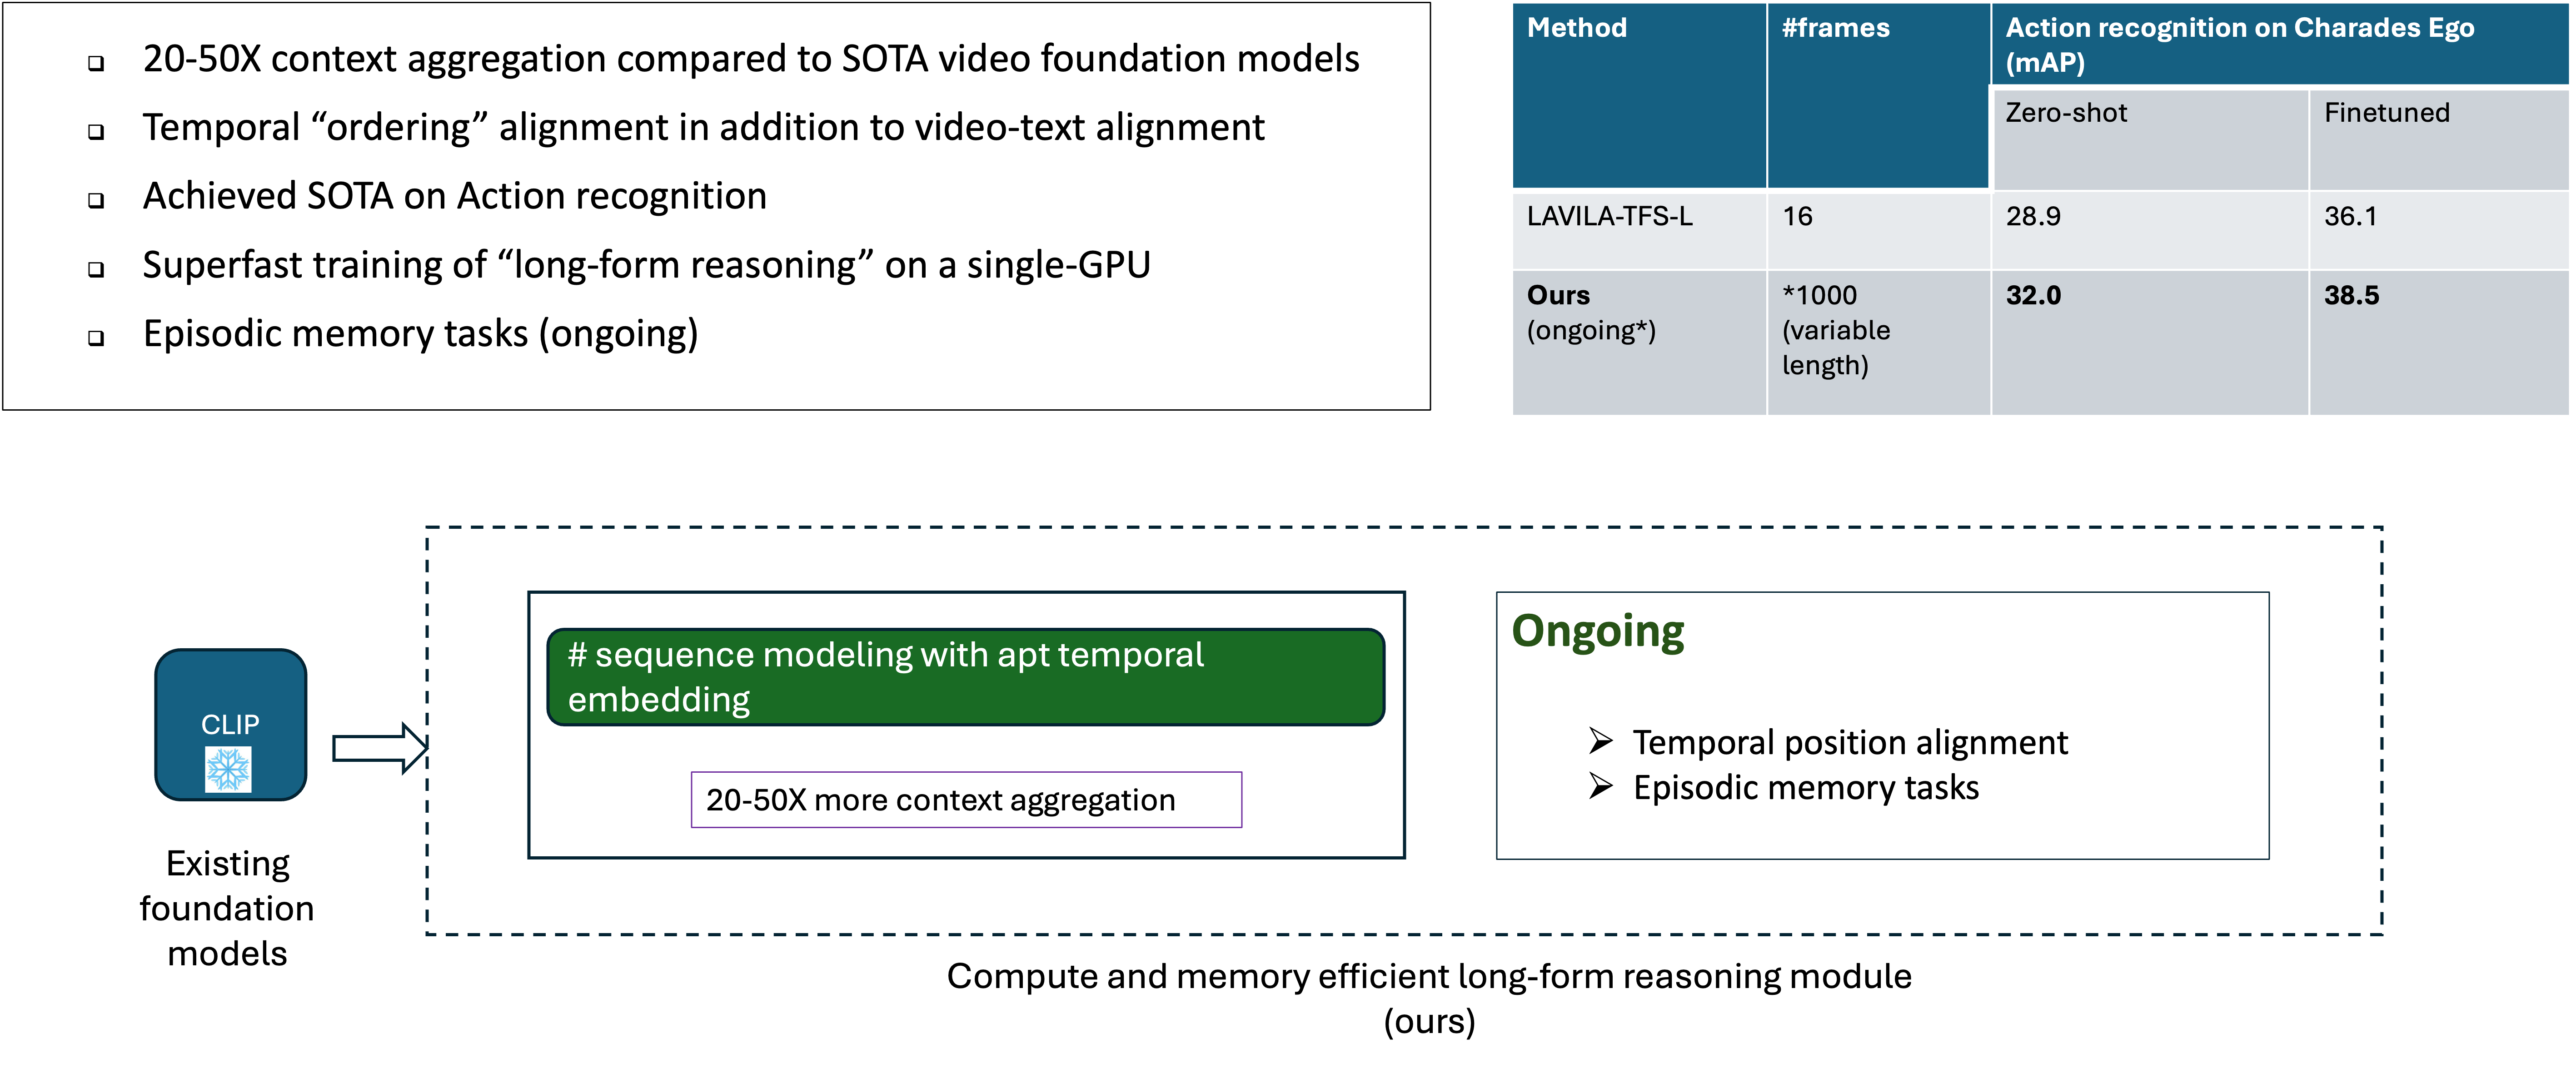 20-50X context aggregation compared to SOTA video foundation models
Temporal “ordering” alignment in addition to video-text alignment
Achieved SOTA on Action recognition
Superfast training of “long-form reasoning” on a single-GPU
Episodic memory tasks (ongoing)
Method
#frames
Action recognition on Charades Ego
(mAP)
Zero-shot
Finetuned
LAVILA-TFS-L
16
28.9
36.1
Ours
(ongoing*)
*1000
(variable
length)
32.0
38.5
CLIP
Existing
foundation
models
# sequence modeling with apt temporal
embedding
20-50X more context aggregation
Ongoing
Temporal position alignment
Episodic memory tasks
Compute and memory efficient long-form reasoning module
(ours)